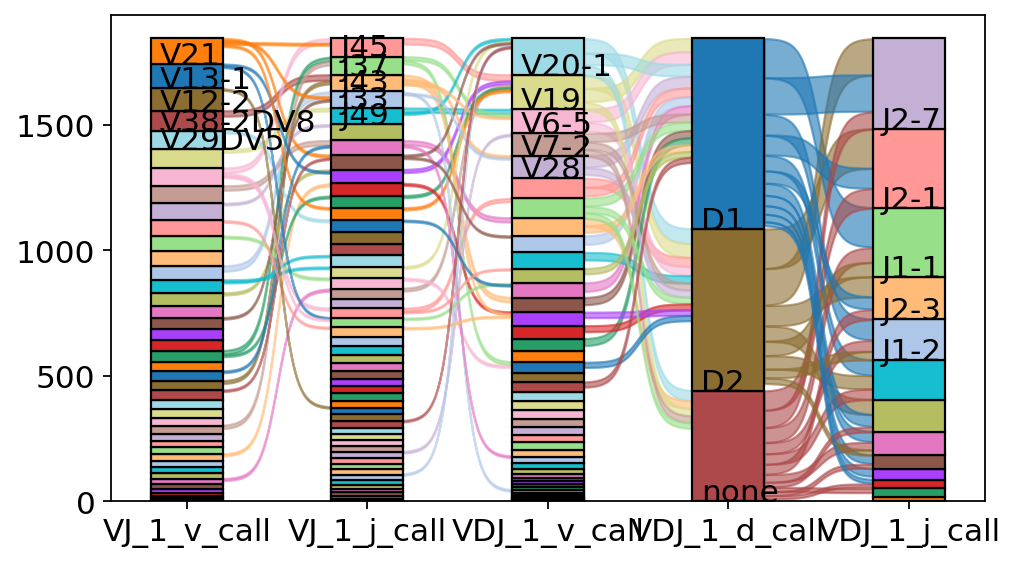 V21
V13-1
V12-2
V38-2DV8
V29DV5
J45
J37
J43
J33
J49
V20-1
V19
V6-5
V7-2
V28
D1
D2
none
J2-7
J2-1
J1-1
J2-3
J1-2
1500
1000
500
0
VJ_1_v_call VJ_1_j_call VDJ_1_v_call VDJ_1_d_call VDJ_1_j_call